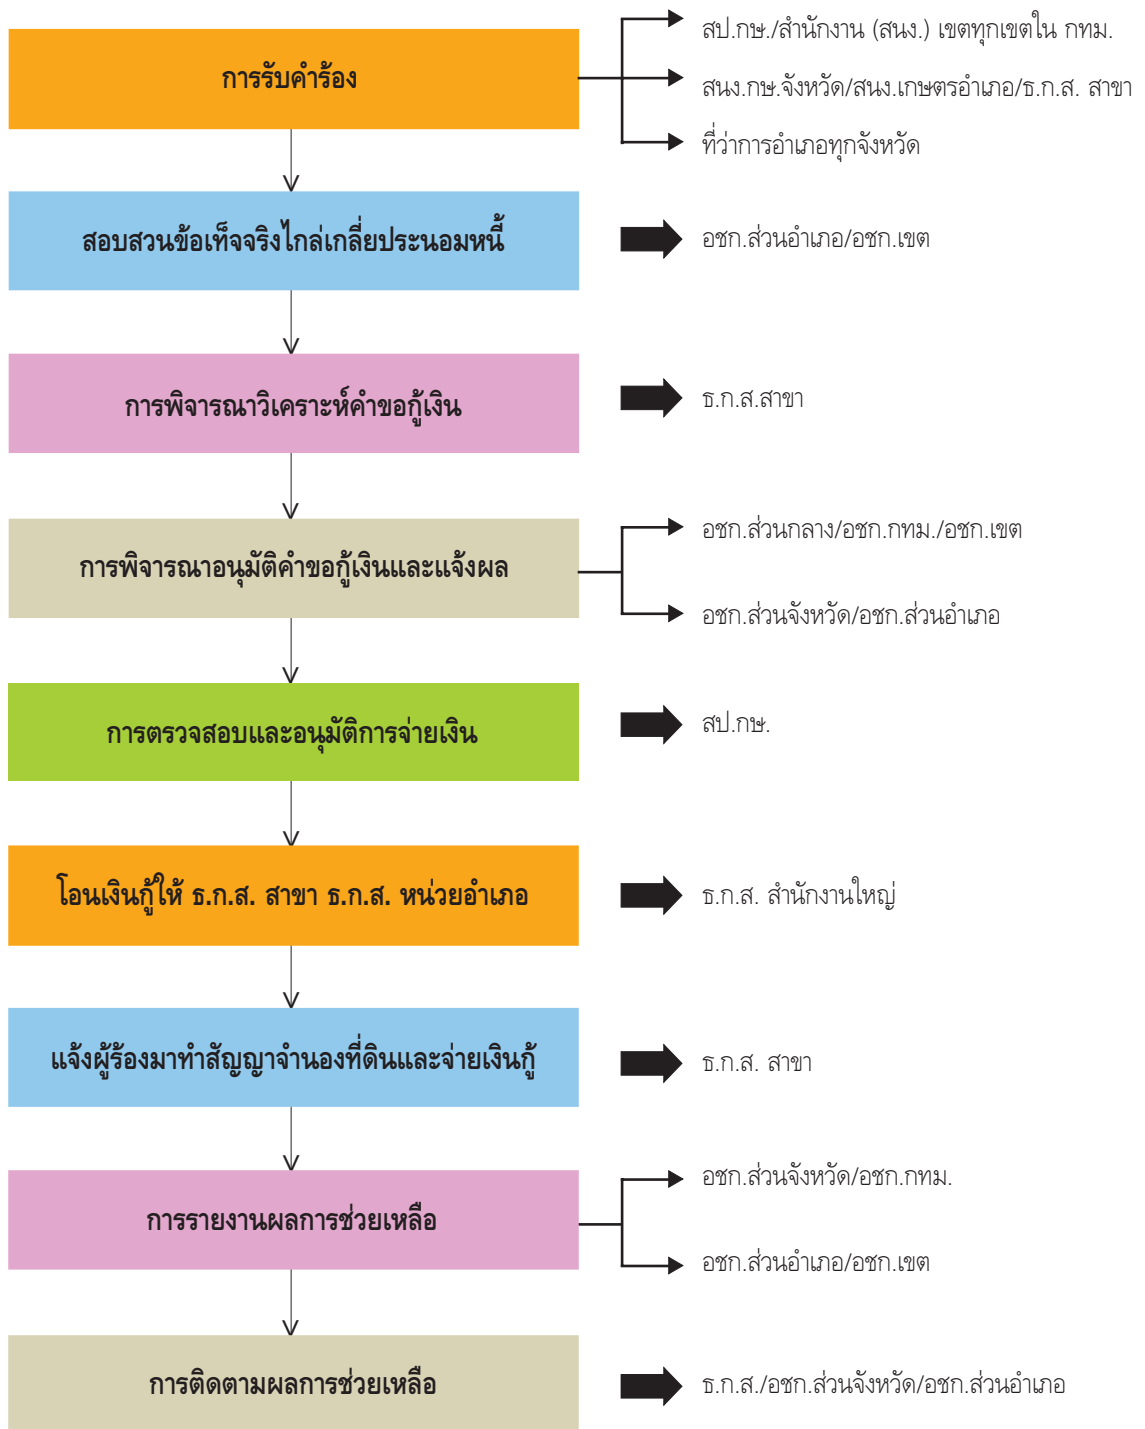 การรับคำร้อง
สป.กษ./สำนักงาน (สนง.) เขตทุกเขตใน กทม.
สนง.กษ.จังหวัด/สนง.เกษตรอำเภอ/ธ.ก.ส. สาขา
ที่ว่าการอำเภอทุกจังหวัด
สอบสวนข้อเท็จจริงไกล่เกลี่ยประนอมหนี้
อชก.ส่วนอำเภอ/อชก.เขต
การพิจารณาวิเคราะห์คำขอกู้เงิน
ธ.ก.ส.สาขา
การพิจารณาอนุมัติคำขอกู้เงินและแจ้งผล
อชก.ส่วนกลาง/อชก.กทม./อชก.เขต
อชก.ส่วนจังหวัด/อชก.ส่วนอำเภอ
การตรวจสอบและอนุมัติการจ่ายเงิน
สป.กษ.
โอนเงินกู้ให้ ธ.ก.ส. สาขา ธ.ก.ส. หน่วยอำเภอ
ธ.ก.ส. สำนักงานใหญ่
แจ้งผู้ร้องมาทำสัญญาจำนองที่ดินและจ่ายเงินกู้
ธ.ก.ส. สาขา
การรายงานผลการช่วยเหลือ
อชก.ส่วนจังหวัด/อชก.กทม.
อชก.ส่วนอำเภอ/อชก.เขต
การติดตามผลการช่วยเหลือ
ธ.ก.ส./อชก.ส่วนจังหวัด/อชก.ส่วนอำเภอ